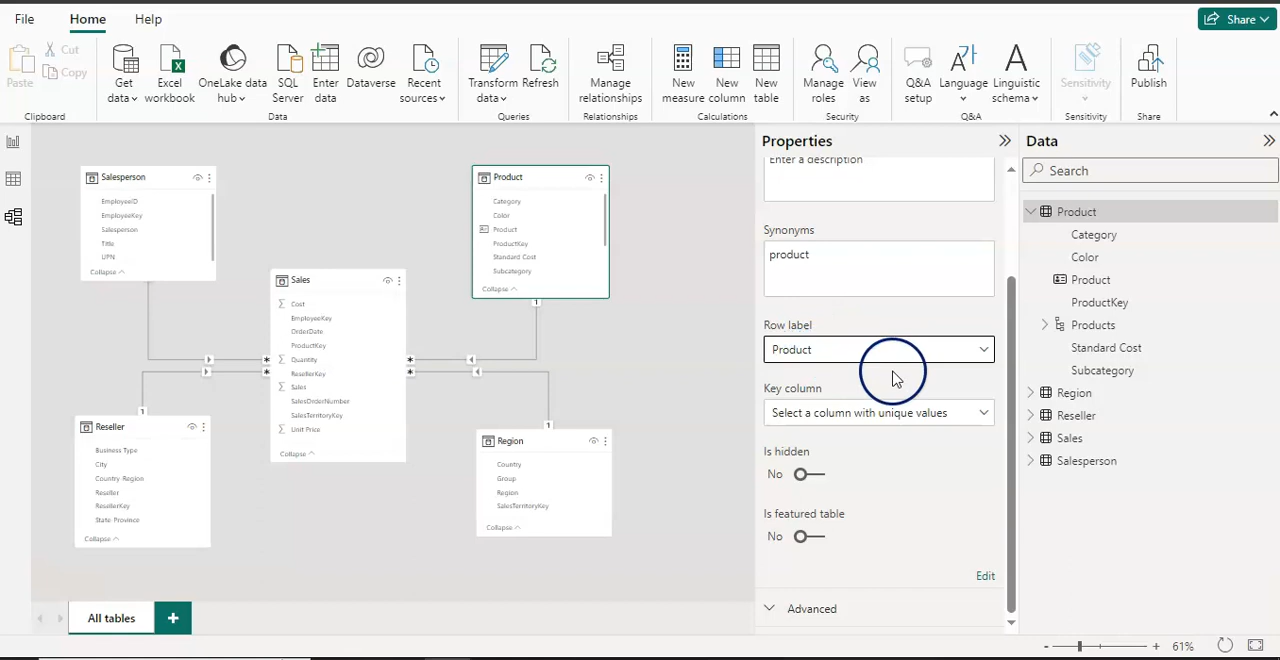 File
Home
Help
Share
Paste
Cut
Copy
Clipboard
Get data
Excel workbook
OneLake data hub
SQL Server
Enter data
Dataverse
Recent sources
Data
Transform data
Refresh
Queries
Manage relationships
Relationships
New measure
New column
New table
Calculations
Manage roles
View as
Security
Q&A setup
Language
Linguistic schema
Q&A
Sensitivity
Sensitivity
Publish
Share
Salesperson
EmployeeID
EmployeeKey
Salesperson
Title
UPN
Collapse
Product
Category
Color
Product
ProductKey
Standard Cost
Subcategory
Collapse
1
Sales
Σ Cost
EmployeeKey
OrderDate
ProductKey
Σ Quantity
ResellerKey
Σ Sales
SalesOrderNumber
SalesTerritoryKey
Σ Unit Price
Collapse
*
*
*
*
1
Reseller
Business Type
City
Country-Region
Reseller
ResellerKey
State-Province
Collapse
1
Region
Country
Group
Region
SalesTerritoryKey
Collapse
All tables
+
Properties
Enter a description
Synonyms
product
Row label
Product
Key column
Select a column with unique values
Is hidden
No
Is featured table
No
Edit
Advanced
Data
Search
Product
Category
Color
Product
ProductKey
Products
Standard Cost
Subcategory
Region
Reseller
Sales
Salesperson
- + 61%